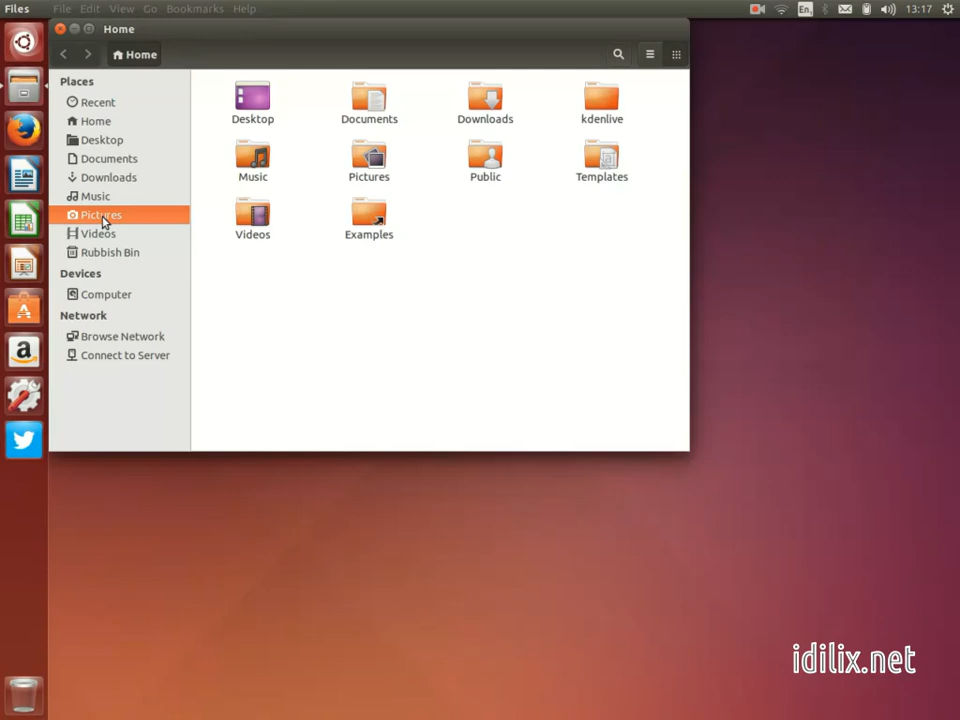 Files File Edit View Go Bookmarks Help En 13:17
Home
Home
Places
Recent
Home
Desktop
Documents
Downloads
Music
Pictures
Videos
Rubbish Bin
Devices
Computer
Network
Browse Network
Connect to Server
Desktop Documents Downloads kdenlive
Music Pictures Public Templates
Videos Examples
idilix.net